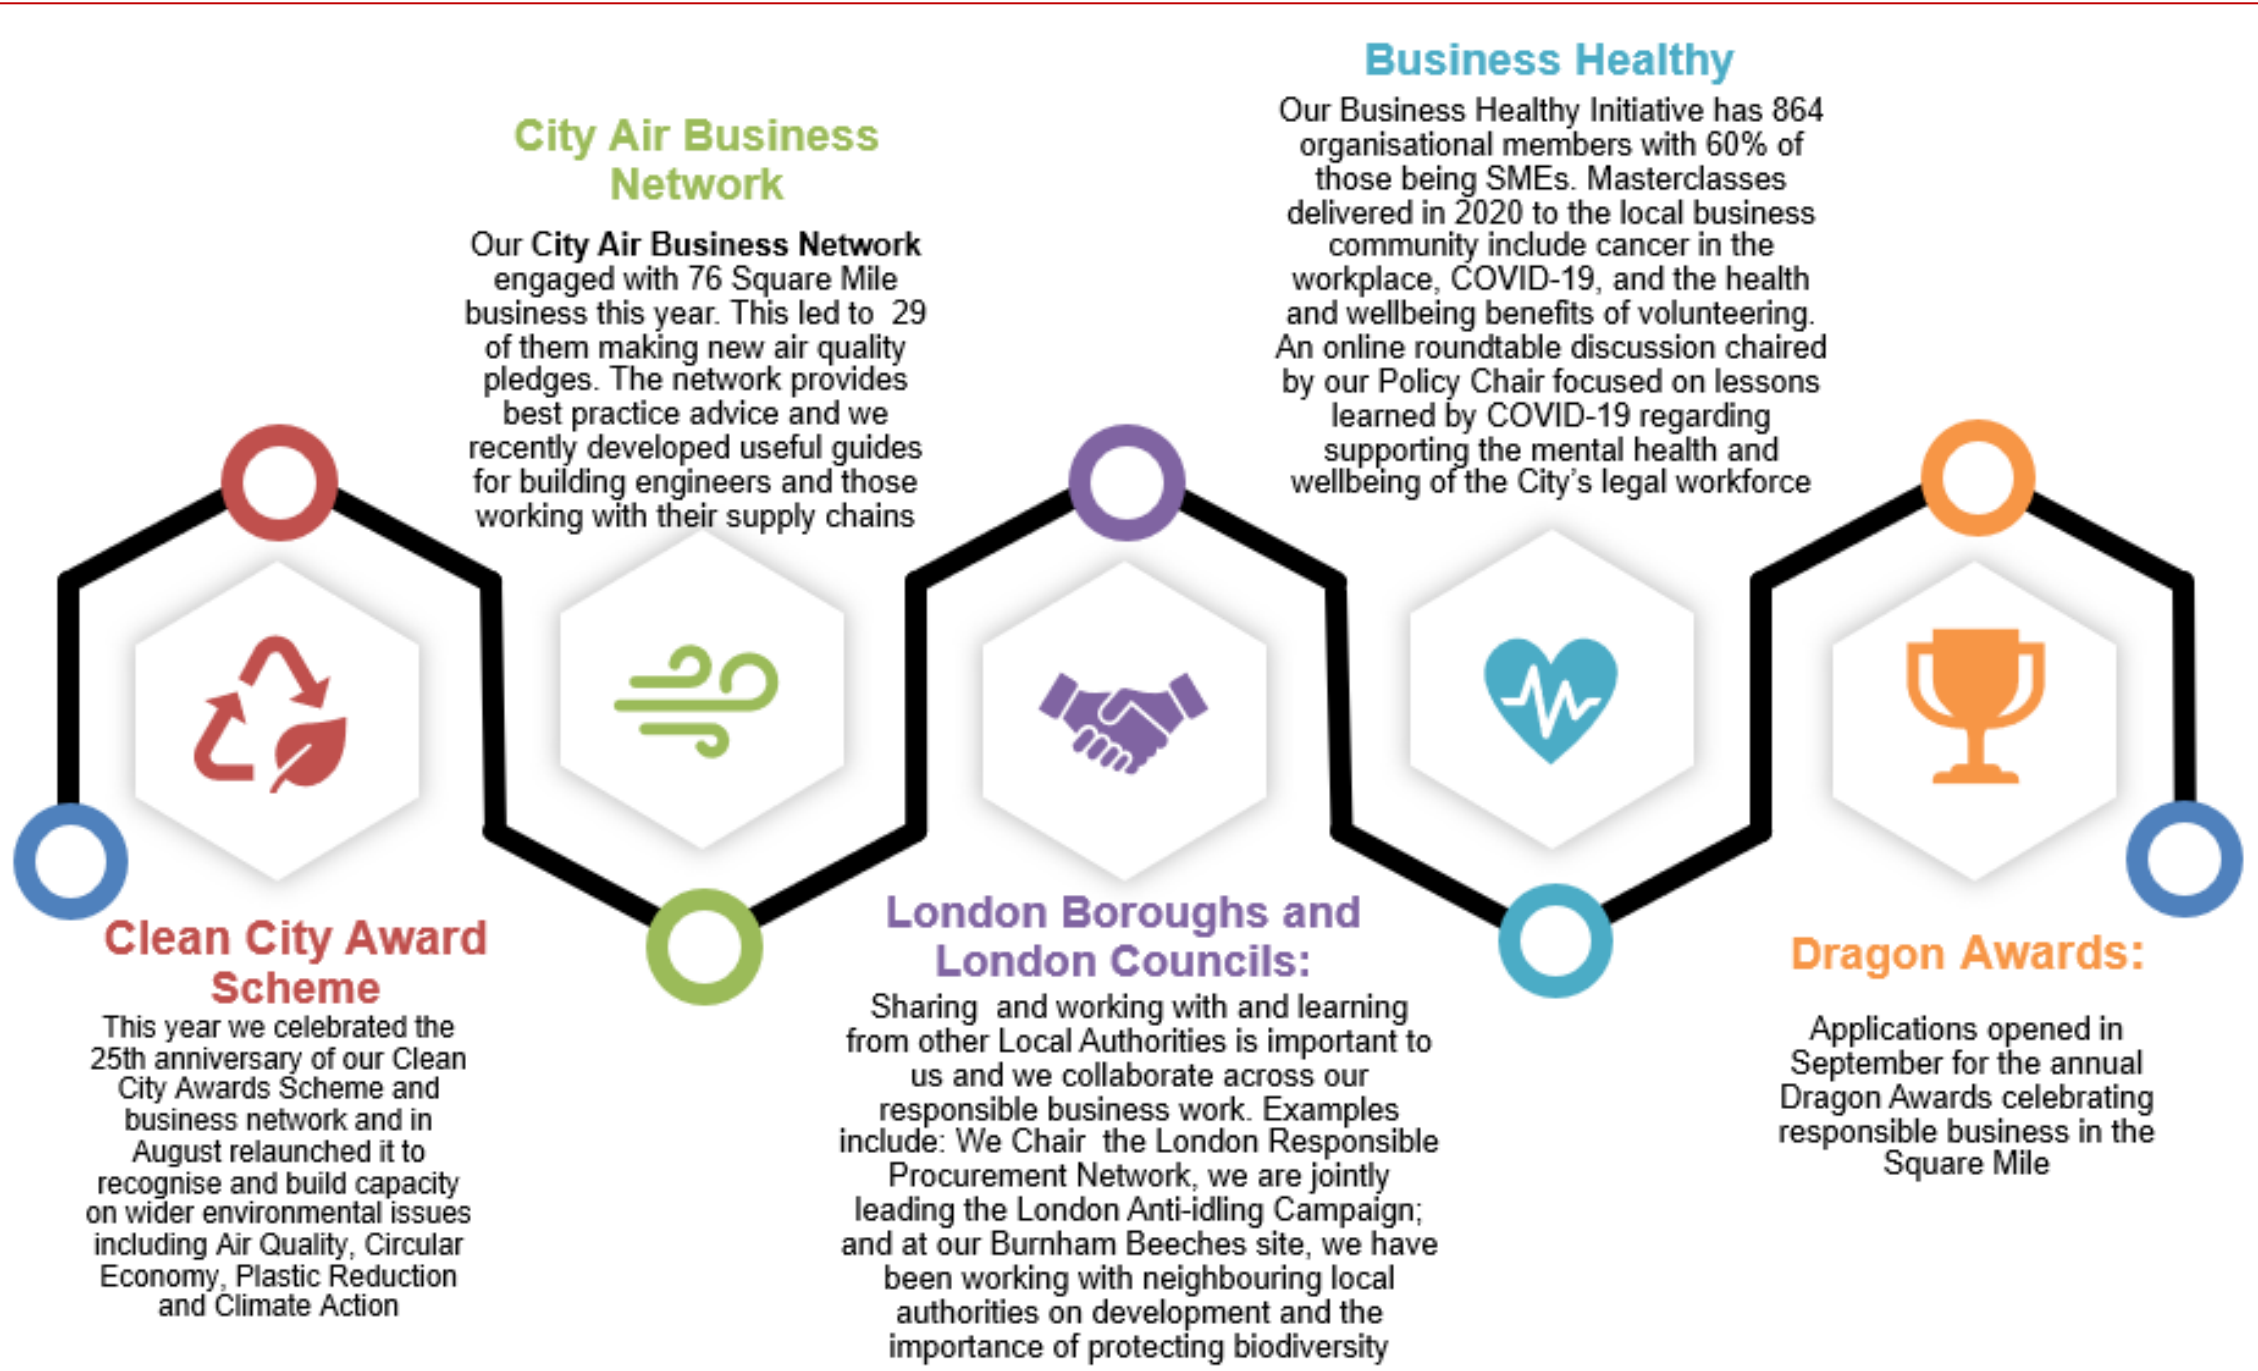 Clean City Award
Scheme
This year we celebrated the
25th anniversary of our Clean
City Awards Scheme and
business network and in
August relaunched it to
recognise and build capacity
on wider environmental issues
including Air Quality, Circular
Economy, Plastic Reduction
and Climate Action
City Air Business
Network
Our City Air Business Network
engaged with 76 Square Mile
business this year. This led to  29
of them making new air quality
pledges. The network provides
best practice advice and we
recently developed useful guides
for building engineers and those
working with their supply chains
London Boroughs and
London Councils:
Sharing  and working with and learning
from other Local Authorities is important to
us and we collaborate across our
responsible business work. Examples
include: We Chair  the London Responsible
Procurement Network, we are jointly
leading the London Anti-idling Campaign;
and at our Burnham Beeches site, we have
been working with neighbouring local
authorities on development and the
importance of protecting biodiversity
Business Healthy
Our Business Healthy Initiative has 864
organisational members with 60% of
those being SMEs. Masterclasses
delivered in 2020 to the local business
community include cancer in the
workplace, COVID-19, and the health
and wellbeing benefits of volunteering.
An online roundtable discussion chaired
by our Policy Chair focused on lessons
learned by COVID-19 regarding
supporting the mental health and
wellbeing of the City's legal workforce
Dragon Awards:
Applications opened in
September for the annual
Dragon Awards celebrating
responsible business in the
Square Mile